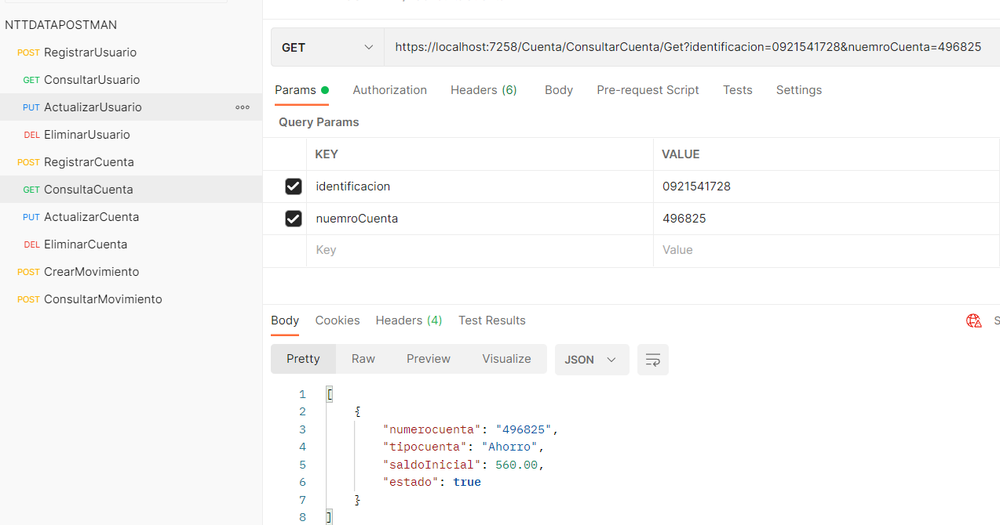 NTTDATAPOSTMAN
POST RegistrarUsuario
GET ConsultarUsuario
PUT ActualizarUsuario
DEL EliminarUsuario
POST RegistrarCuenta
GET ConsultaCuenta
PUT ActualizarCuenta
DEL EliminarCuenta
POST CrearMovimiento
POST ConsultarMovimiento
GET https://localhost:7258/Cuenta/ConsultarCuenta/Get?identificacion=0921541728&nuemroCuenta=496825
Params Authorization Headers (6) Body Pre-request Script Tests Settings
Query Params
KEY VALUE
identificacion 0921541728
nuemroCuenta 496825
Key Value
Body Cookies Headers (4) Test Results
Pretty Raw Preview Visualize JSON
1 [
2 {
3 "numerocuenta": "496825",
4 "tipocuenta": "Ahorro",
5 "saldoInicial": 560.00,
6 "estado": true
7 }
8 ]